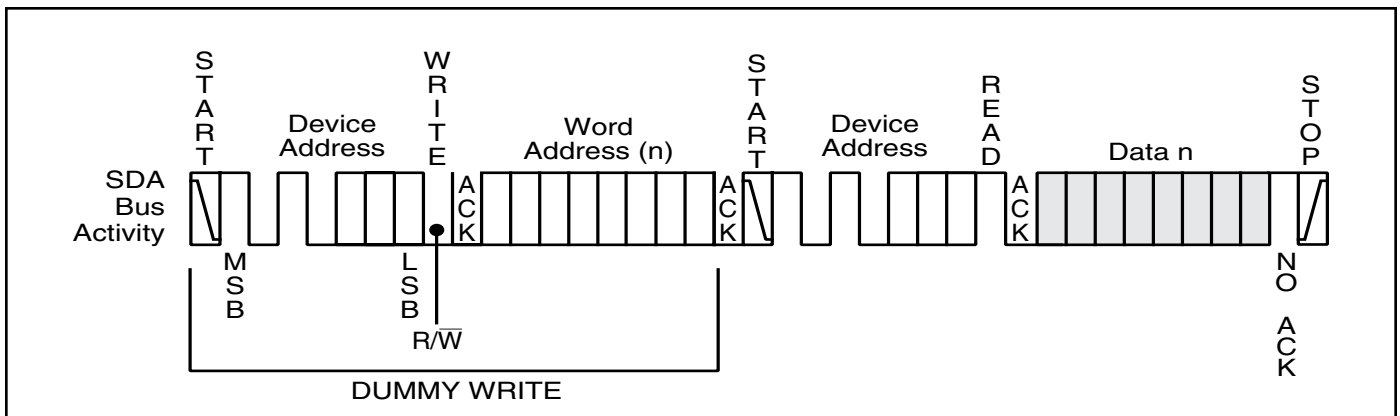 START
Device
Address
WRITE
Word
Address (n)
START
Device
Address
READ
Data n
STOP
SDA
Bus
Activity
ACK
ACK
ACK
MSB
LSB
R/W̅
NO ACK
DUMMY WRITE